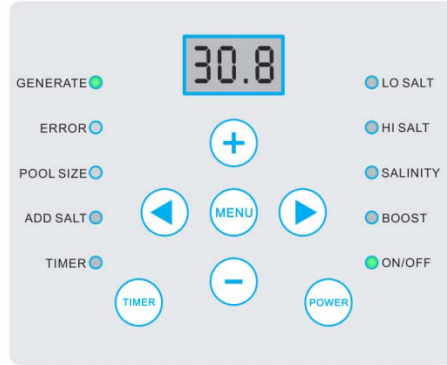 30.8
GENERATE
ERROR
POOL SIZE
ADD SALT
TIMER
LO SALT
HI SALT
SALINITY
BOOST
ON/OFF
+
MENU
−
TIMER
POWER